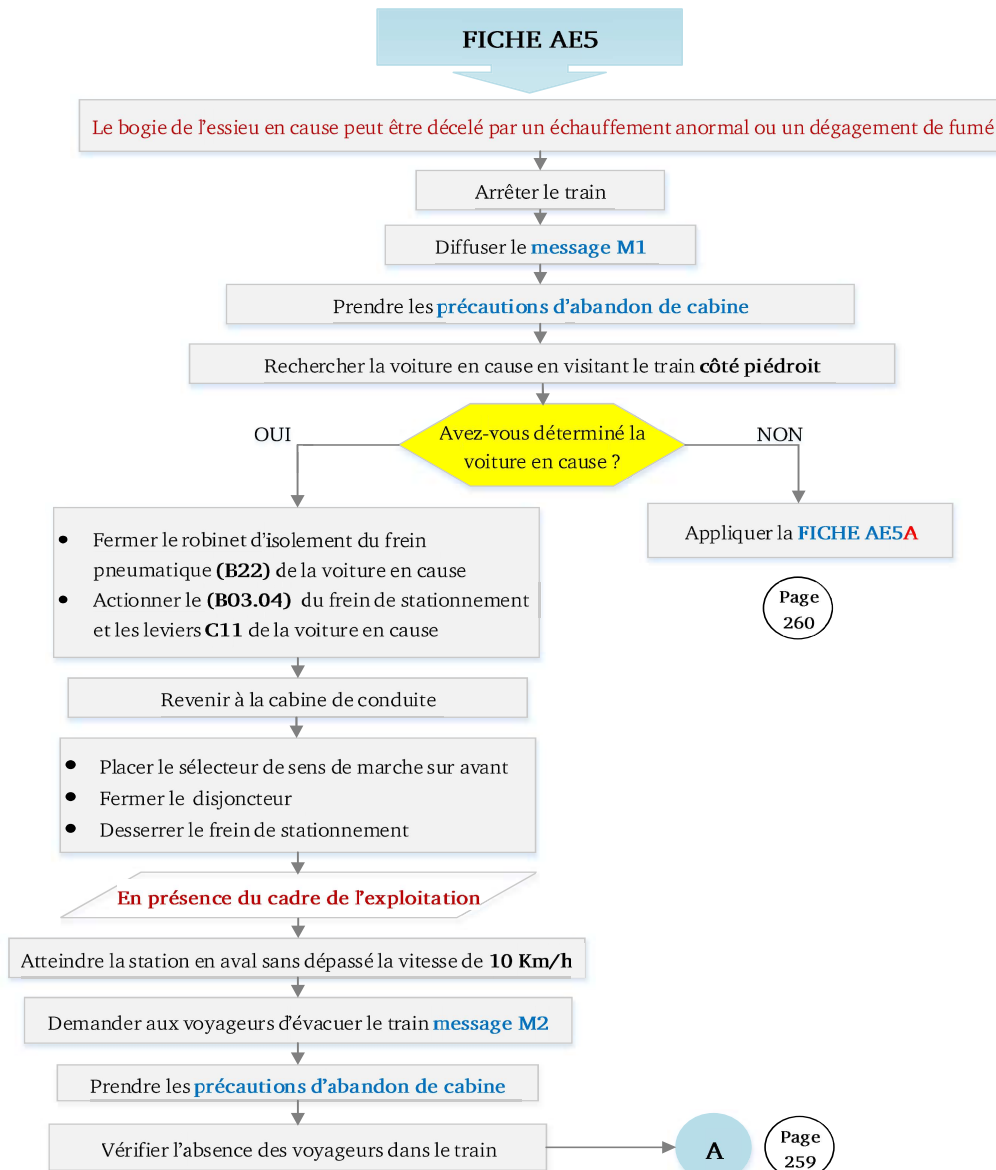 FICHE AE5
Le bogie de l'essieu en cause peut être décelé par un échauffement anormal ou un dégagement de fumé
Arrêter le train
Diffuser le message M1
Prendre les précautions d'abandon de cabine
Rechercher la voiture en cause en visitant le train côté piédroit
Avez-vous déterminé la
voiture en cause ?
OUI
NON
• Fermer le robinet d'isolement du frein
pneumatique (B22) de la voiture en cause
• Actionner le (B03.04) du frein de stationnement
et les leviers C11 de la voiture en cause
Appliquer la FICHE AE5A
Page
260
Revenir à la cabine de conduite
• Placer le sélecteur de sens de marche sur avant
• Fermer le disjoncteur
• Desserrer le frein de stationnement
En présence du cadre de l'exploitation
Atteindre la station en aval sans dépassé la vitesse de 10 Km/h
Demander aux voyageurs d'évacuer le train message M2
Prendre les précautions d'abandon de cabine
Vérifier l'absence des voyageurs dans le train
A
Page
259